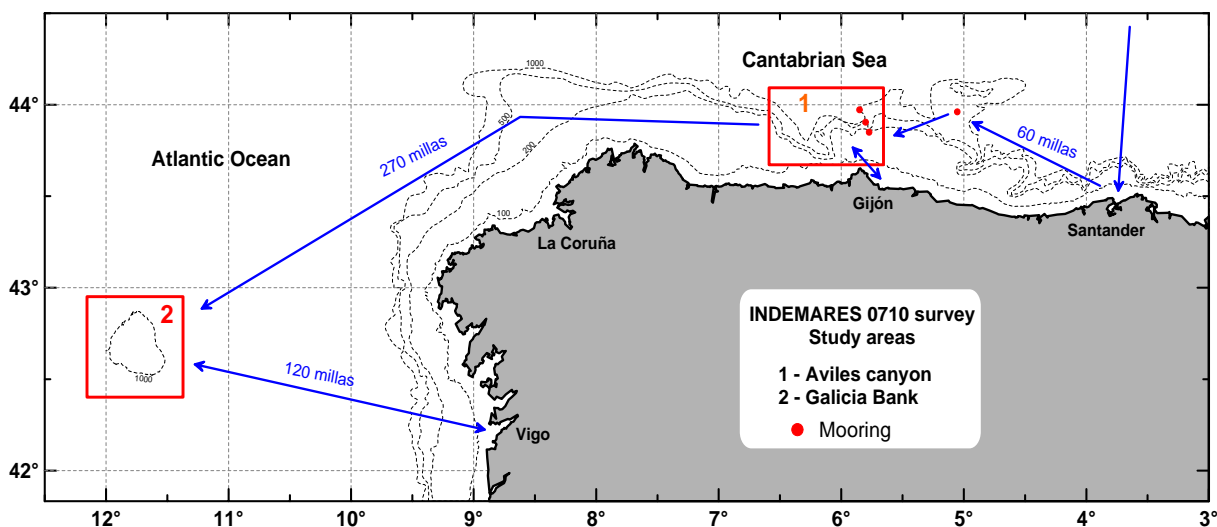 Cantabrian Sea
1000
44°
1
500
60 millas
Atlantic Ocean
270 millas
200
Gijón
100
La Coruña
Santander
43°
2
INDEMARES 0710 survey
Study areas
1000
120 millas
1 - Aviles canyon
2 - Galicia Bank
Mooring
Vigo
42°
12° 11° 10° 9° 8° 7° 6° 5° 4° 3°